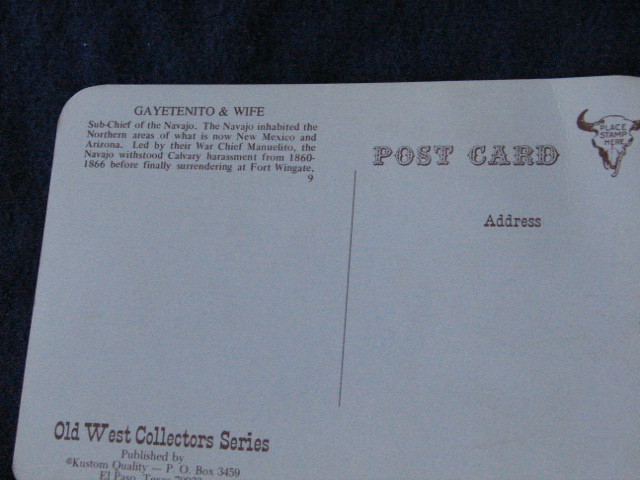 GAYETENITO & WIFE
Sub-Chief of the Navajo. The Navajo inhabited the
Northern areas of what is now New Mexico and
Arizona. Led by their War Chief Manuelito, the
Navajo withstood Calvary harassment from 1860-
1866 before finally surrendering at Fort Wingate.
9
POST CARD
PLACE
STAMP
HERE
Address
Old West Collectors Series
Published by
©Kustom Quality — P. O. Box 3459
El Paso, Texas